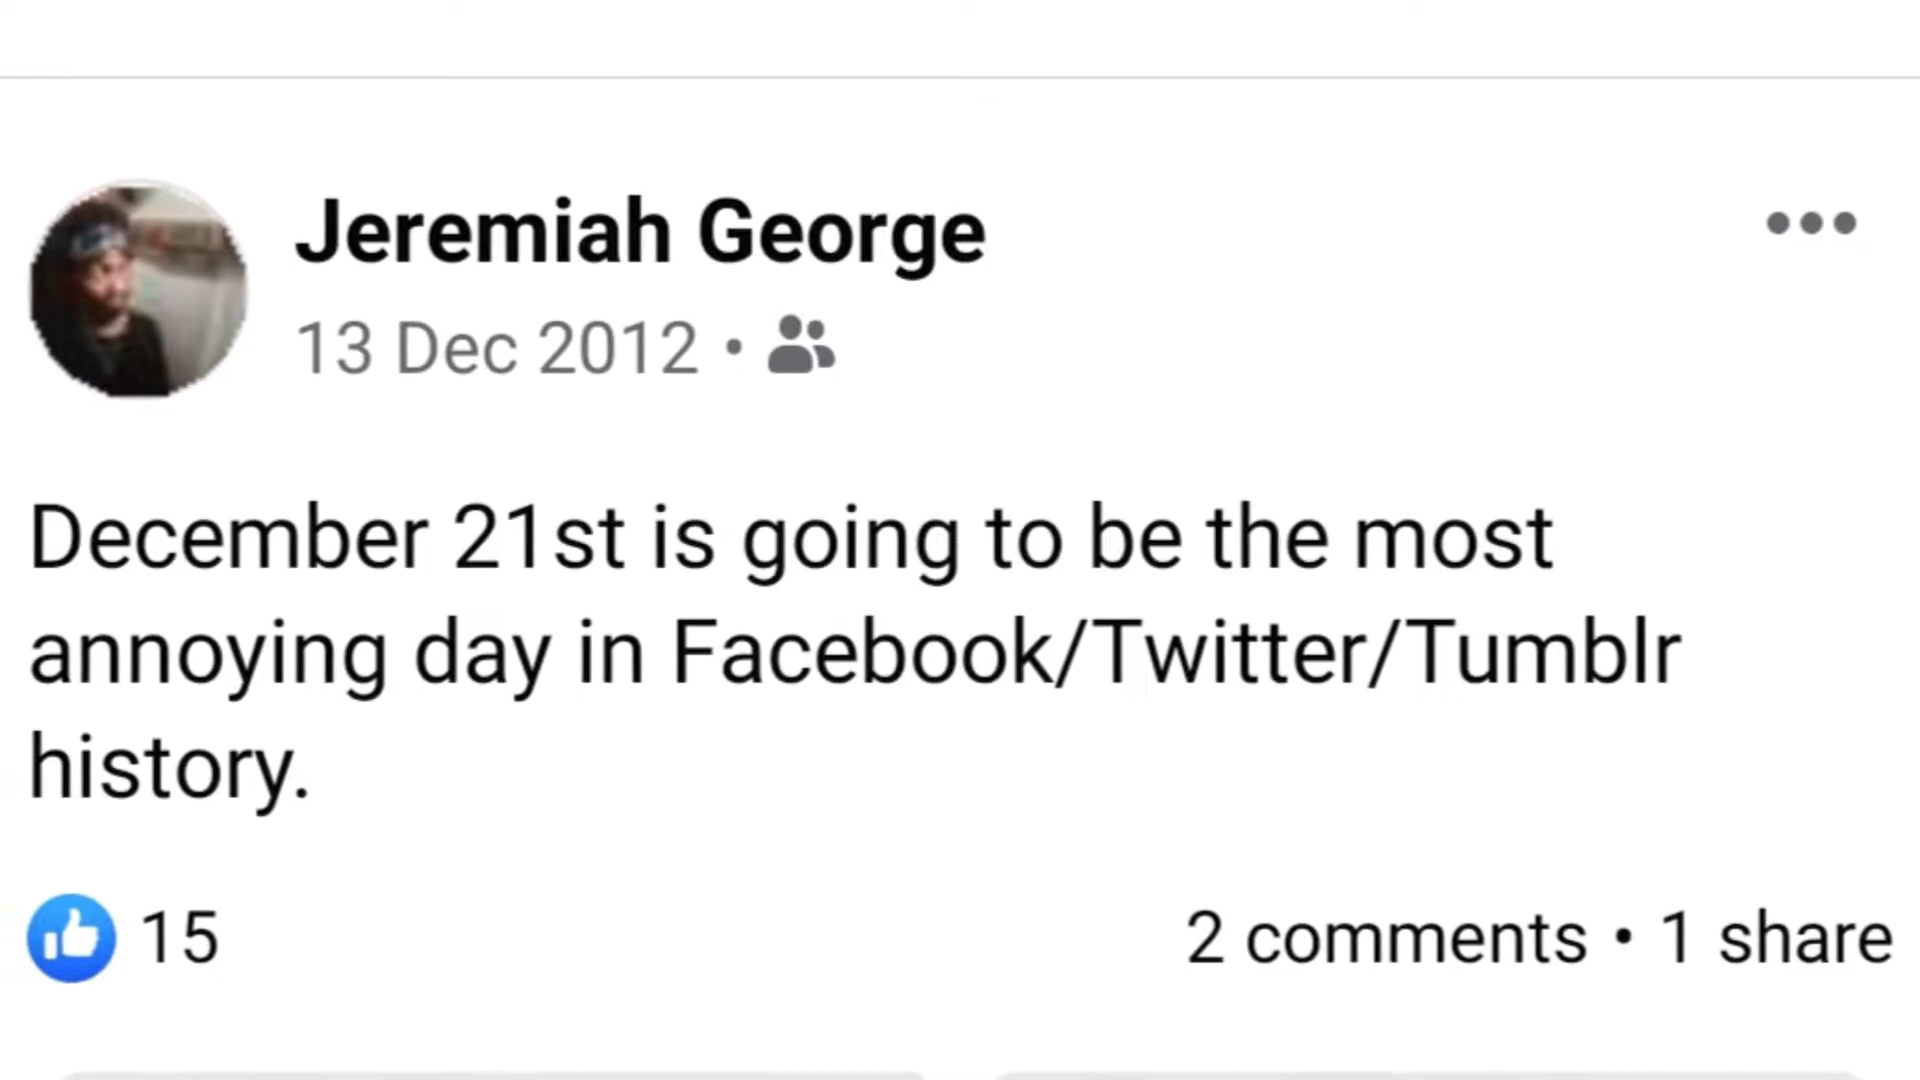 Jeremiah George
13 Dec 2012 •
December 21st is going to be the most
annoying day in Facebook/Twitter/Tumblr
history.
15
2 comments • 1 share